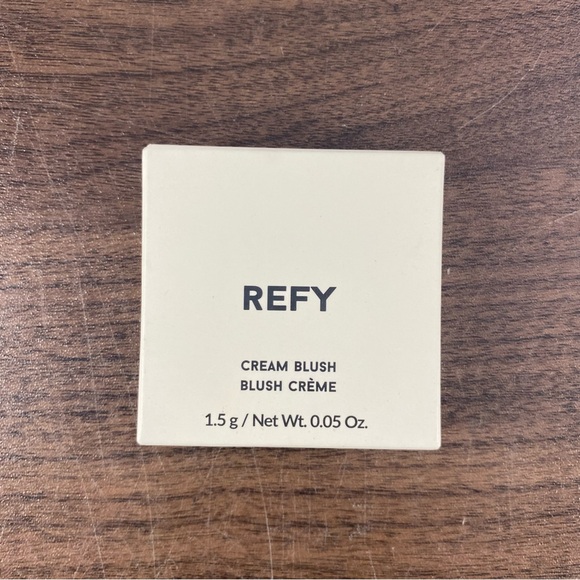 REFY
CREAM BLUSH
BLUSH CRÈME
1.5 g / Net Wt. 0.05 Oz.